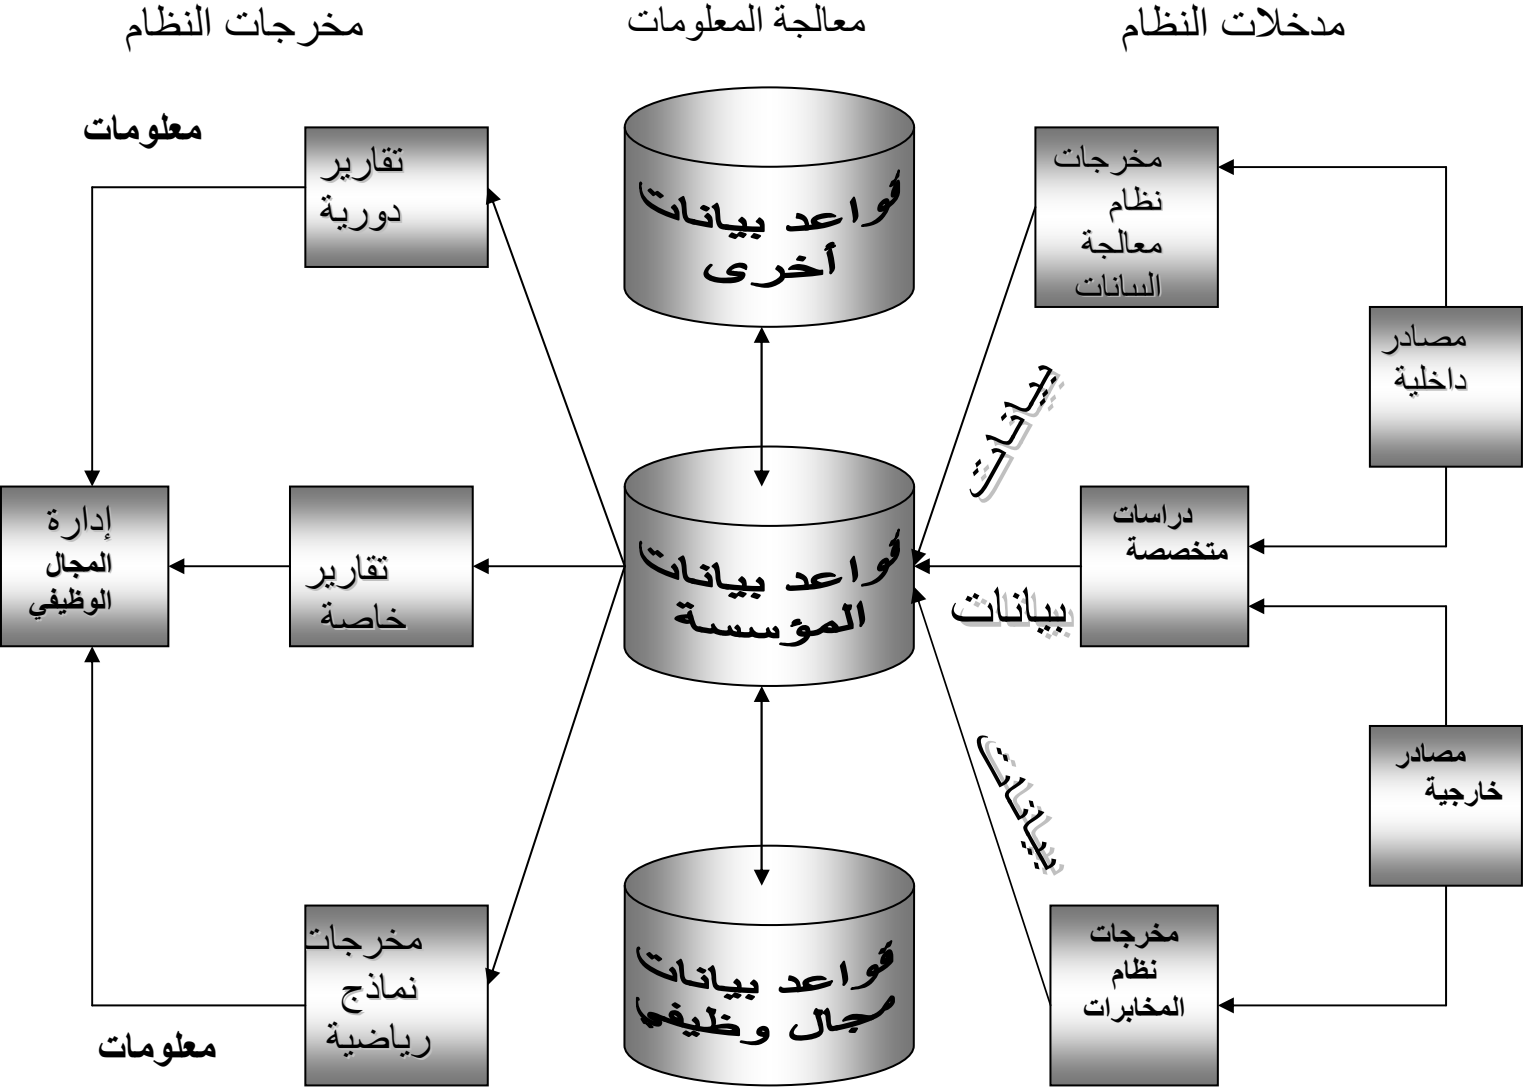 مدخلات النظام
معالجة المعلومات
مخرجات النظام
مصادر
داخلية
مصادر
خارجية
مخرجات
نظام
معالجة
البيانات
دراسات
متخصصة
مخرجات
نظام
المخابرات
بيانات
بيانات
بيانات
قواعد بيانات
أخرى
قواعد بيانات
المؤسسة
قواعد بيانات
مجال وظيفي
تقارير
دورية
تقارير
خاصة
مخرجات
نماذج
رياضية
معلومات
إدارة
المجال
الوظيفي
معلومات